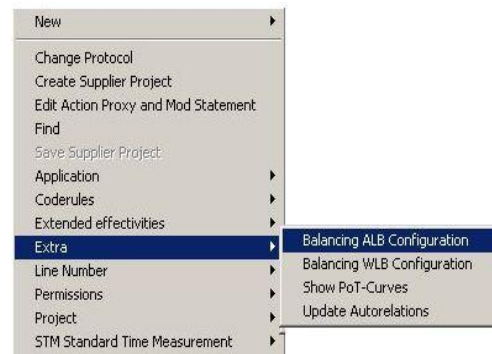 New
Change Protocol
Create Supplier Project
Edit Action Proxy and Mod Statement
Find
Save Supplier Project
Application
Coderules
Extended effectivities
Extra
Line Number
Permissions
Project
STM Standard Time Measurement
Balancing ALB Configuration
Balancing WLB Configuration
Show PoT-Curves
Update Autorelations